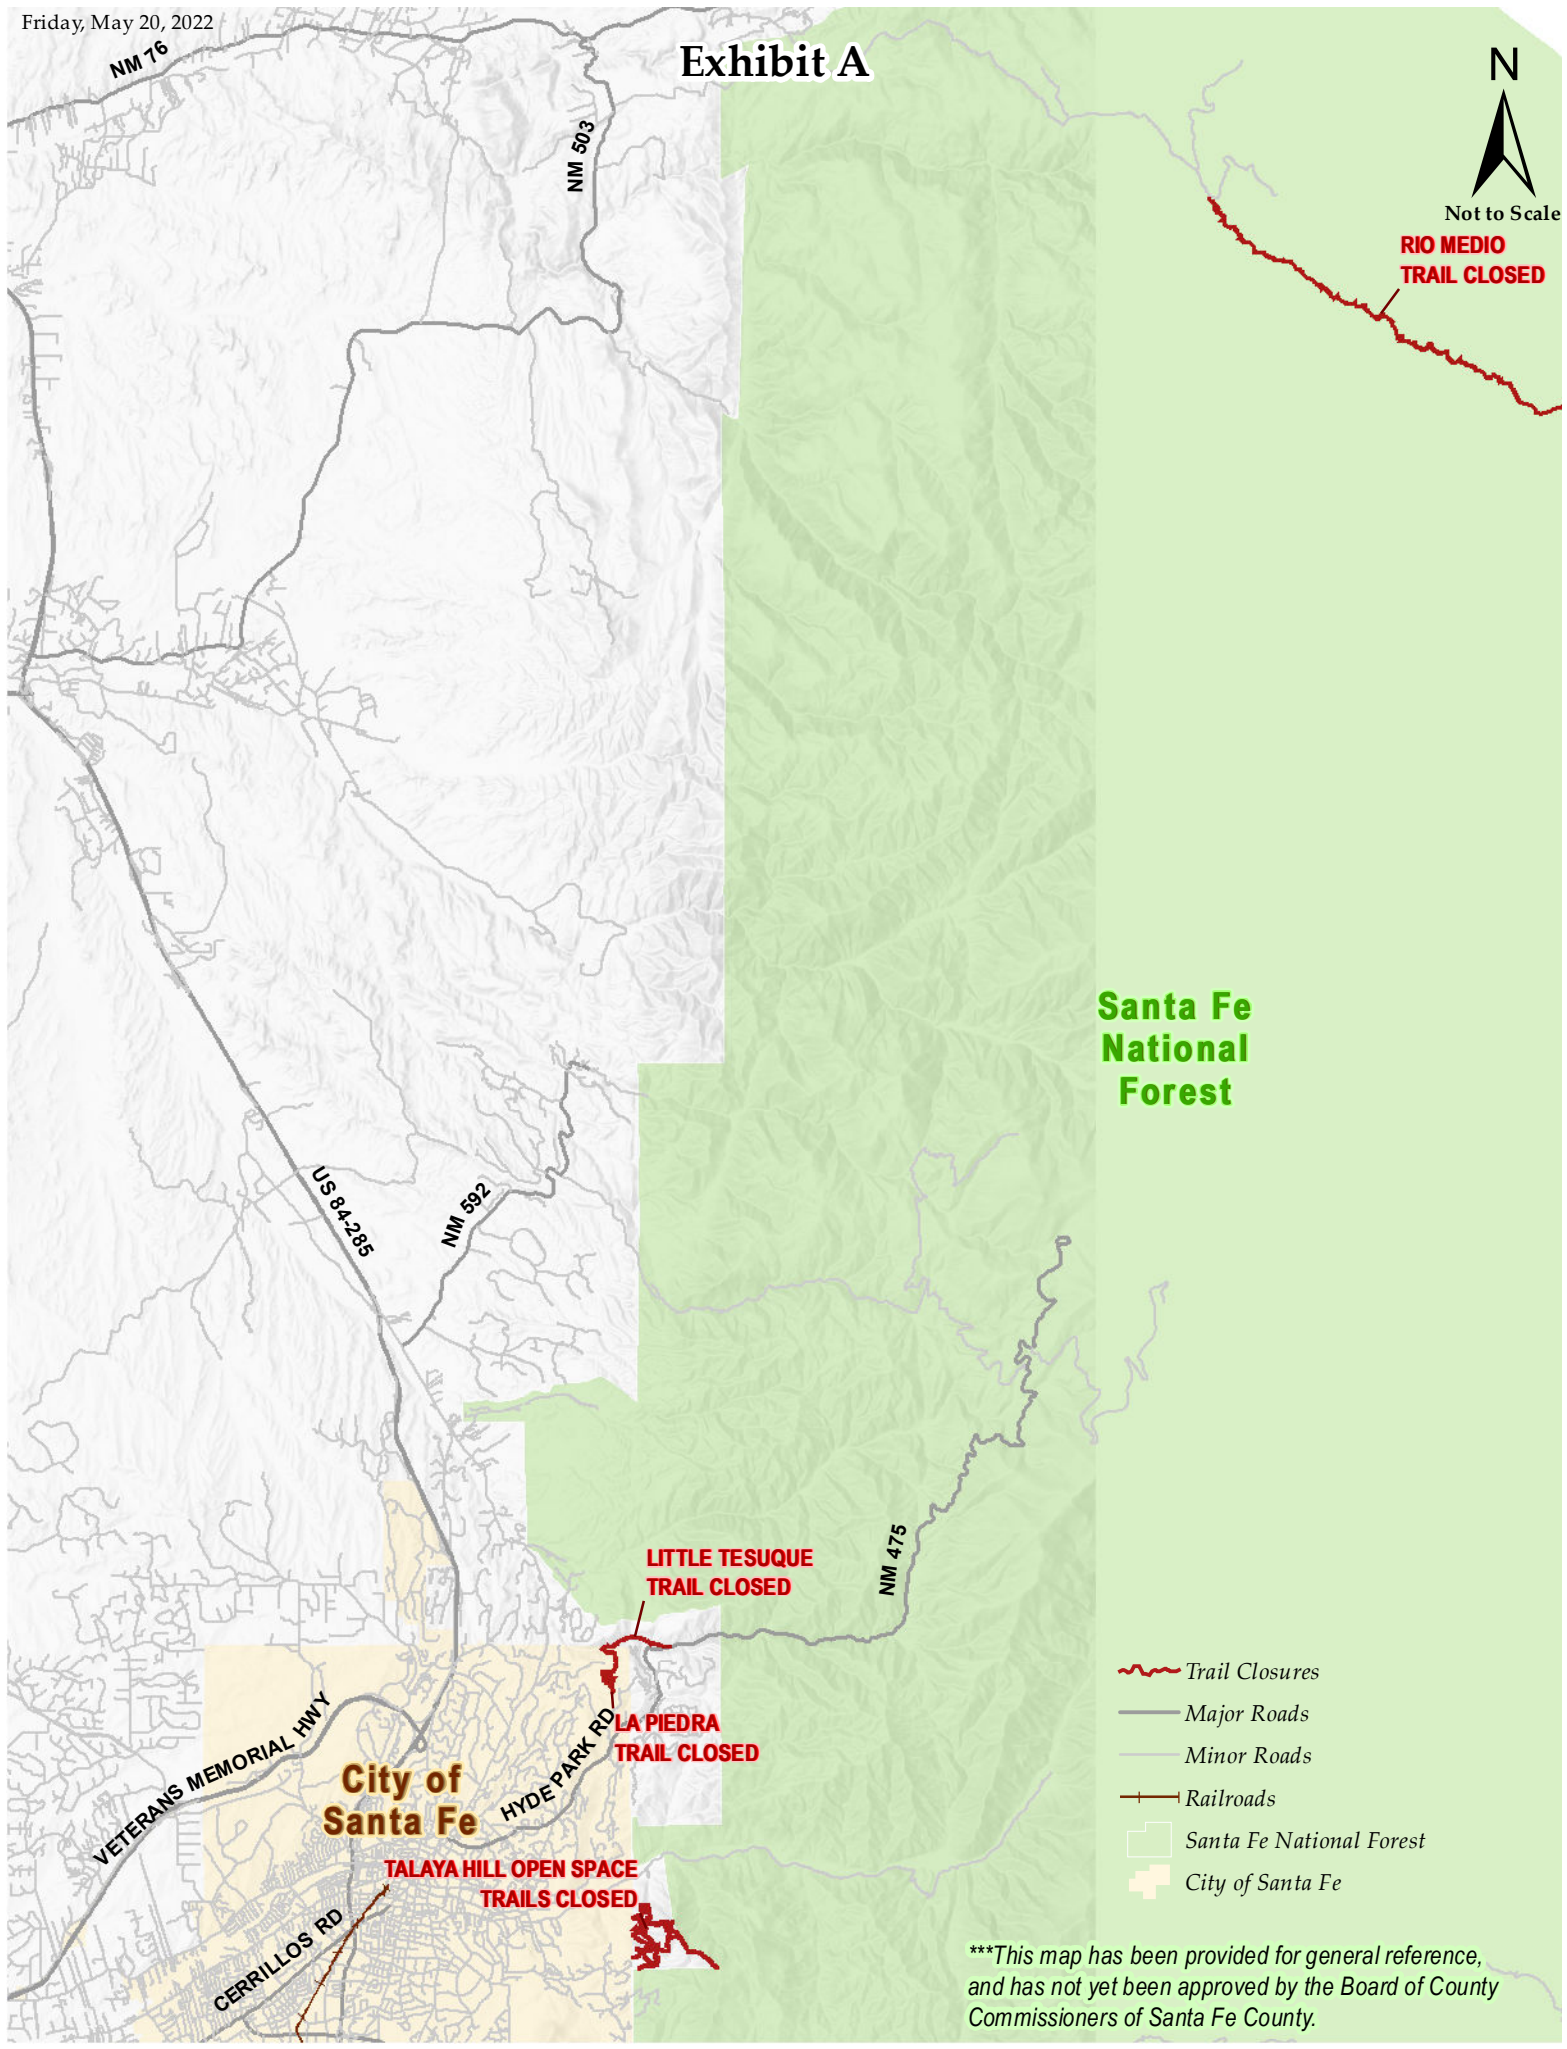 Friday, May 20, 2022
Exhibit A
NM 76
NM 503
N
Not to Scale
RIO MEDIO
TRAIL CLOSED
Santa Fe
National
Forest
US 84-285
NM 592
NM 475
LITTLE TESUQUE
TRAIL CLOSED
LA PIEDRA
TRAIL CLOSED
HYDE PARK RD
VETERANS MEMORIAL HWY
City of
Santa Fe
TALAYA HILL OPEN SPACE
TRAILS CLOSED
CERRILLOS RD
Trail Closures
Major Roads
Minor Roads
Railroads
Santa Fe National Forest
City of Santa Fe
***This map has been provided for general reference,
and has not yet been approved by the Board of County
Commissioners of Santa Fe County.